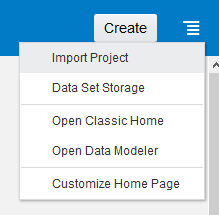 Create
Import Project
Data Set Storage
Open Classic Home
Open Data Modeler
Customize Home Page